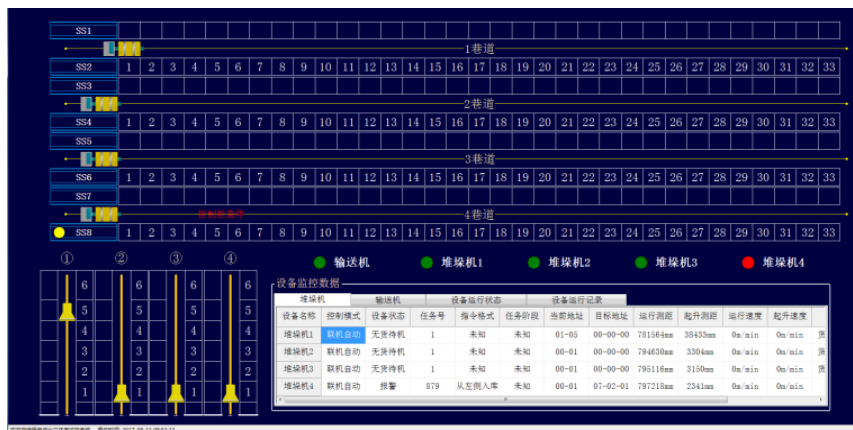 SS1
1巷道
SS2 1 2 3 4 5 6 7 8 9 10 11 12 13 14 15 16 17 18 19 20 21 22 23 24 25 26 27 28 29 30 31 32 33
SS3
2巷道
SS4 1 2 3 4 5 6 7 8 9 10 11 12 13 14 15 16 17 18 19 20 21 22 23 24 25 26 27 28 29 30 31 32 33
SS5
3巷道
SS6 1 2 3 4 5 6 7 8 9 10 11 12 13 14 15 16 17 18 19 20 21 22 23 24 25 26 27 28 29 30 31 32 33
SS7
4巷道
SS8 1 2 3 4 5 6 7 8 9 10 11 12 13 14 15 16 17 18 19 20 21 22 23 24 25 26 27 28 29 30 31 32 33
① ② ③ ④
输送机 堆垛机1 堆垛机2 堆垛机3 堆垛机4
6 6 6 6
5 5 5 5
4 4 4 4
3 3 3 3
2 2 2 2
1 1 1 1
设备监控数据
堆垛机 输送机 设备运行状态 设备运行记录
设备名称 控制模式 设备状态 任务号 指令格式 任务阶段 当前地址 目标地址 运行测距 起升测距 运行速度 起升速度
堆垛机1 联机自动 无货待机 1 未知 未知 01-05 00-00-00 781564mm 38433mm 0m/min 0m/min 货
堆垛机2 联机自动 无货待机 1 未知 未知 00-01 00-00-00 794630mm 3304mm 0m/min 0m/min
堆垛机3 联机自动 无货待机 1 未知 未知 00-01 00-00-00 795116mm 3150mm 0m/min 0m/min 货
堆垛机4 联机自动 报警 879 从左侧入库 未知 00-01 07-02-01 797218mm 2341mm 0m/min 0m/min